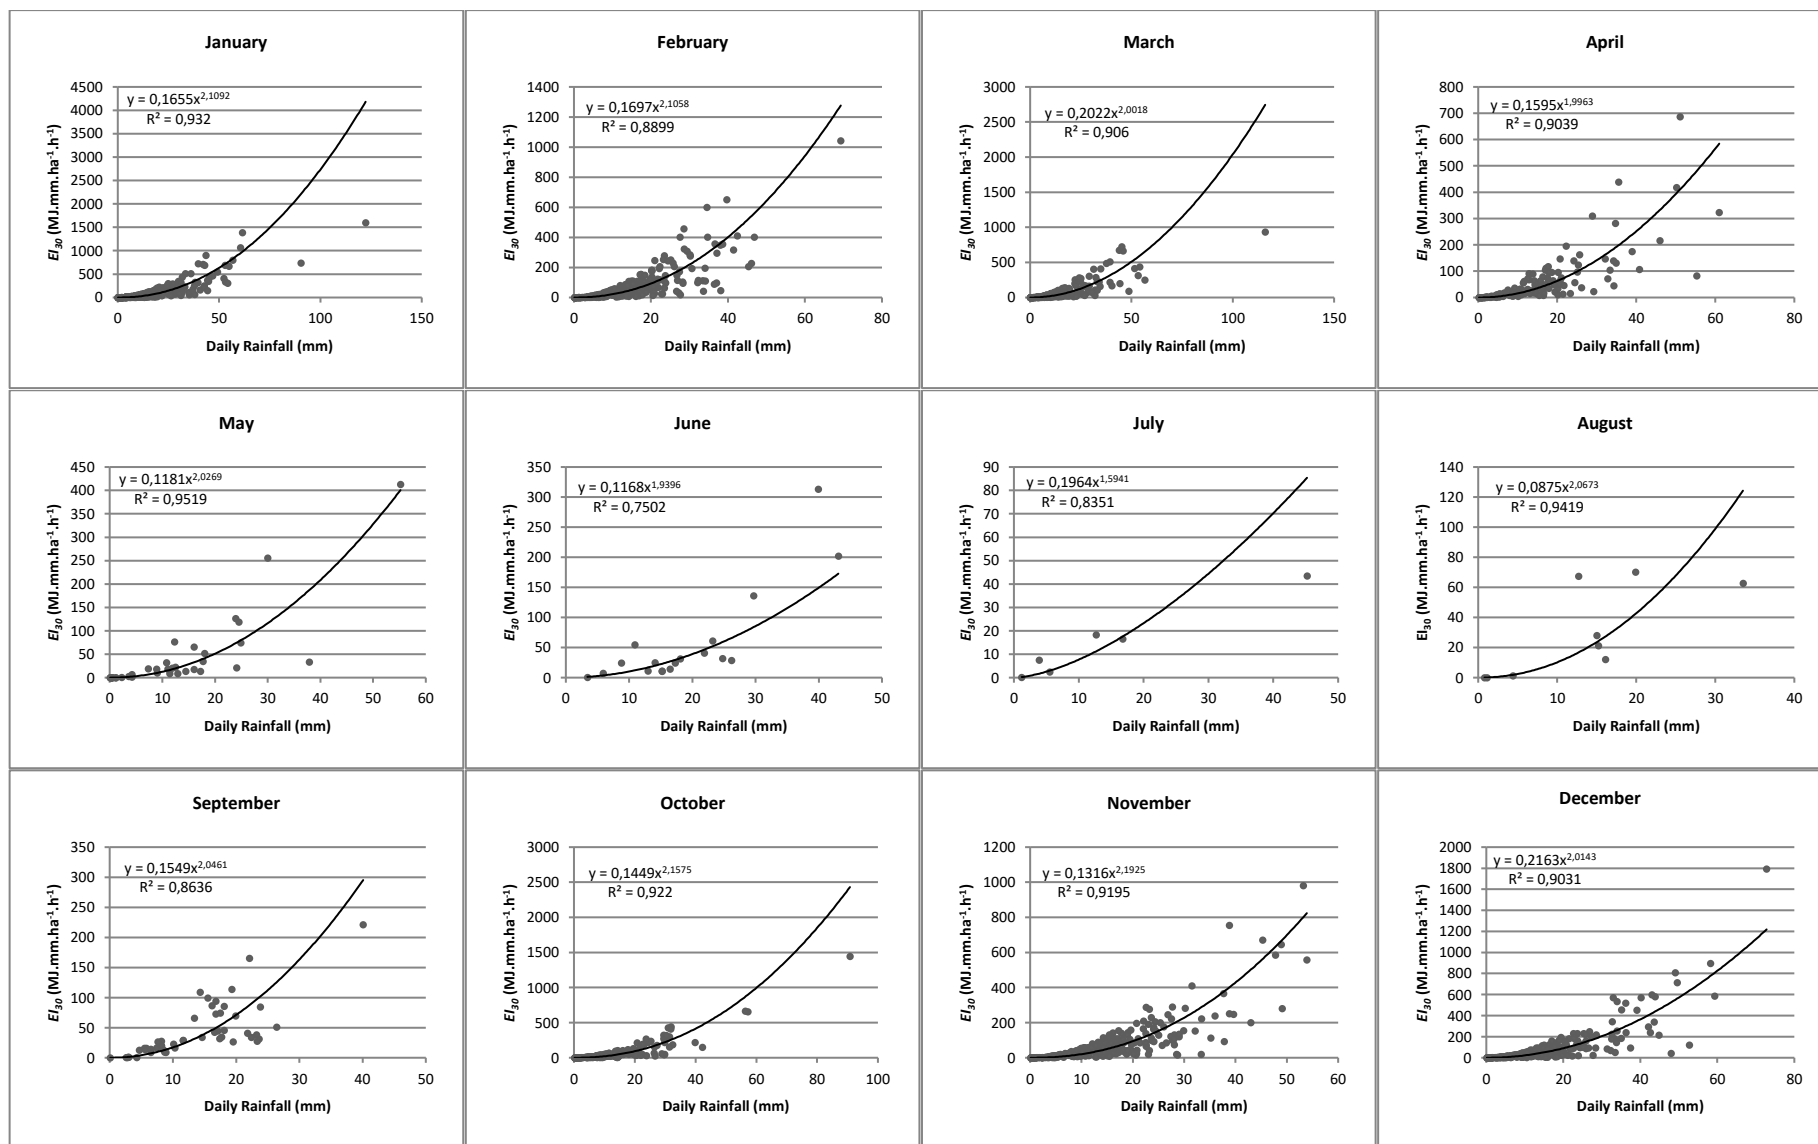 January
y = 0,1655x^2,1092
R² = 0,932
4500
4000
3500
3000
2500
2000
1500
1000
500
0
0 50 100 150
EI30 (MJ.mm.ha⁻¹.h⁻¹)
Daily Rainfall (mm)
February
y = 0,1697x^2,1058
R² = 0,8899
1400
1200
1000
800
600
400
200
0
0 20 40 60 80
EI30 (MJ.mm.ha⁻¹.h⁻¹)
Daily Rainfall (mm)
March
y = 0,2022x^2,0018
R² = 0,906
3000
2500
2000
1500
1000
500
0
0 50 100 150
EI30 (MJ.mm.ha⁻¹.h⁻¹)
Daily Rainfall (mm)
April
y = 0,1595x^1,9963
R² = 0,9039
800
700
600
500
400
300
200
100
0
0 20 40 60 80
EI30 (MJ.mm.ha⁻¹.h⁻¹)
Daily Rainfall (mm)
May
y = 0,1181x^2,0269
R² = 0,9519
450
400
350
300
250
200
150
100
50
0
0 10 20 30 40 50 60
EI30 (MJ.mm.ha⁻¹.h⁻¹)
Daily Rainfall (mm)
June
y = 0,1168x^1,9396
R² = 0,7502
350
300
250
200
150
100
50
0
0 10 20 30 40 50
EI30 (MJ.mm.ha⁻¹.h⁻¹)
Daily Rainfall (mm)
July
y = 0,1964x^1,5941
R² = 0,8351
90
80
70
60
50
40
30
20
10
0
0 10 20 30 40 50
EI30 (MJ.mm.ha⁻¹.h⁻¹)
Daily Rainfall (mm)
August
y = 0,0875x^2,0673
R² = 0,9419
140
120
100
80
60
40
20
0
0 10 20 30 40
EI30 (MJ.mm.ha⁻¹.h⁻¹)
Daily Rainfall (mm)
September
y = 0,1549x^2,0461
R² = 0,8636
350
300
250
200
150
100
50
0
0 10 20 30 40 50
EI30 (MJ.mm.ha⁻¹.h⁻¹)
Daily Rainfall (mm)
October
y = 0,1449x^2,1575
R² = 0,922
3000
2500
2000
1500
1000
500
0
0 20 40 60 80 100
EI30 (MJ.mm.ha⁻¹.h⁻¹)
Daily Rainfall (mm)
November
y = 0,1316x^2,1925
R² = 0,9195
1200
1000
800
600
400
200
0
0 10 20 30 40 50 60
EI30 (MJ.mm.ha⁻¹.h⁻¹)
Daily Rainfall (mm)
December
y = 0,2163x^2,0143
R² = 0,9031
2000
1800
1600
1400
1200
1000
800
600
400
200
0
0 20 40 60 80
EI30 (MJ.mm.ha⁻¹.h⁻¹)
Daily Rainfall (mm)